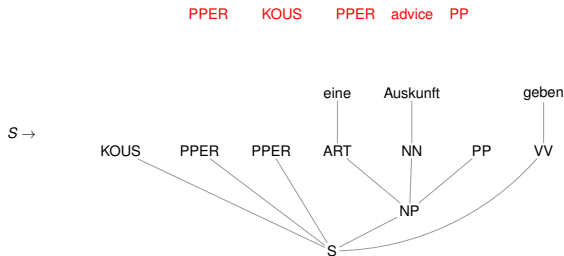 PPER KOUS PPER advice PP
eine Auskunft geben
S →
KOUS PPER PPER ART NN PP VV
NP
S